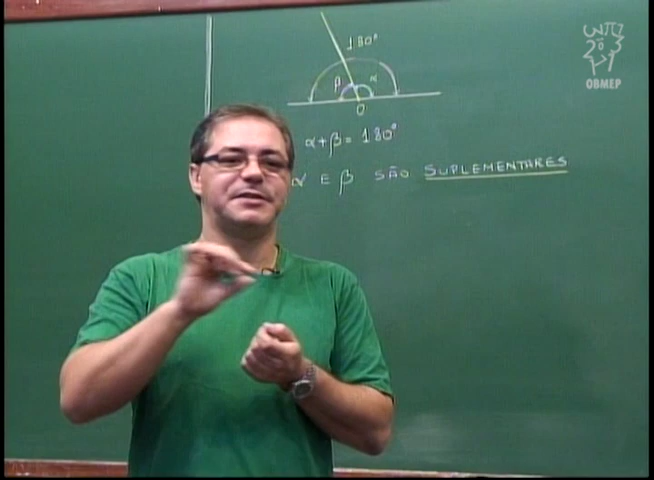 180°
β α
O
α+β = 180°
α E β SÃO SUPLEMENTARES
OBMEP